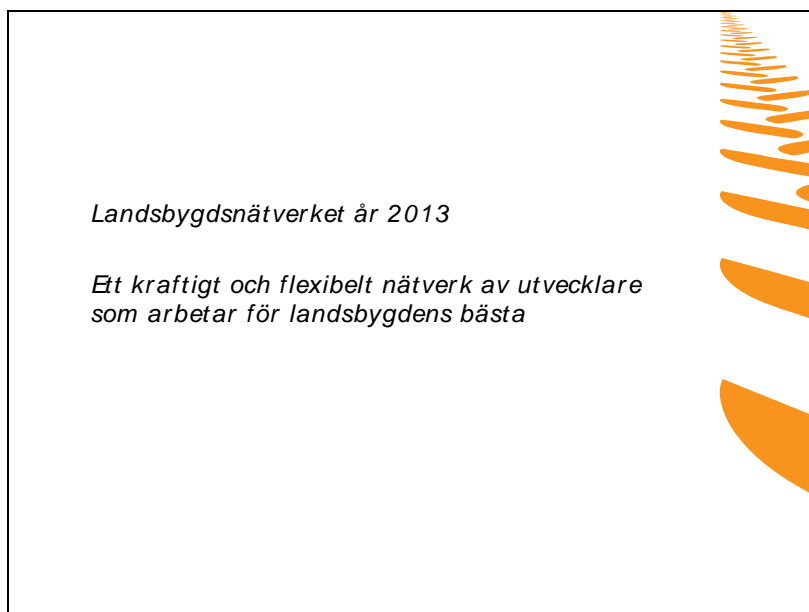 Landsbygdsnätverket år 2013
Ett kraftigt och flexibelt nätverk av utvecklare
som arbetar för landsbygdens bästa